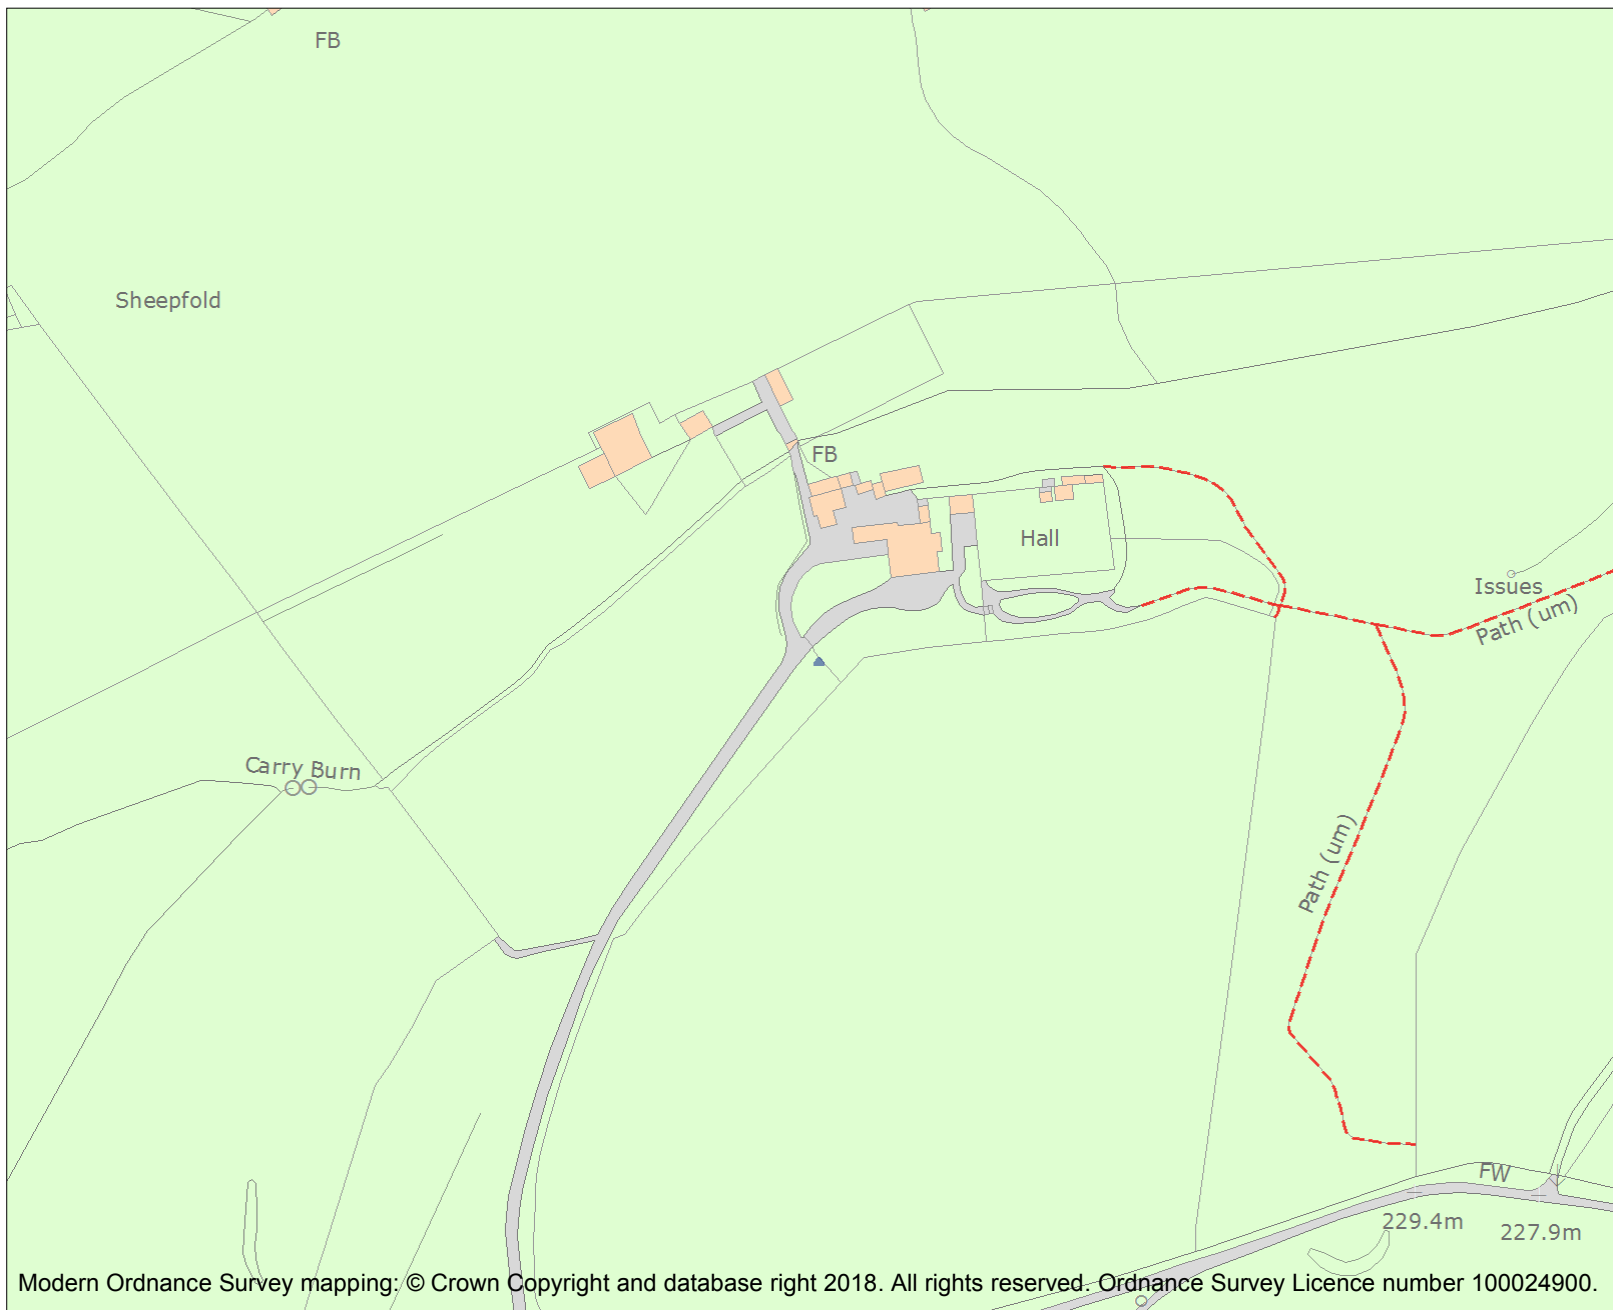 FB
Sheepfold
FB
Hall
Issues
Path (um)
Carry Burn
Path (um)
FW
229.4m
227.9m
Modern Ordnance Survey mapping: © Crown Copyright and database right 2018. All rights reserved. Ordnance Survey Licence number 100024900.